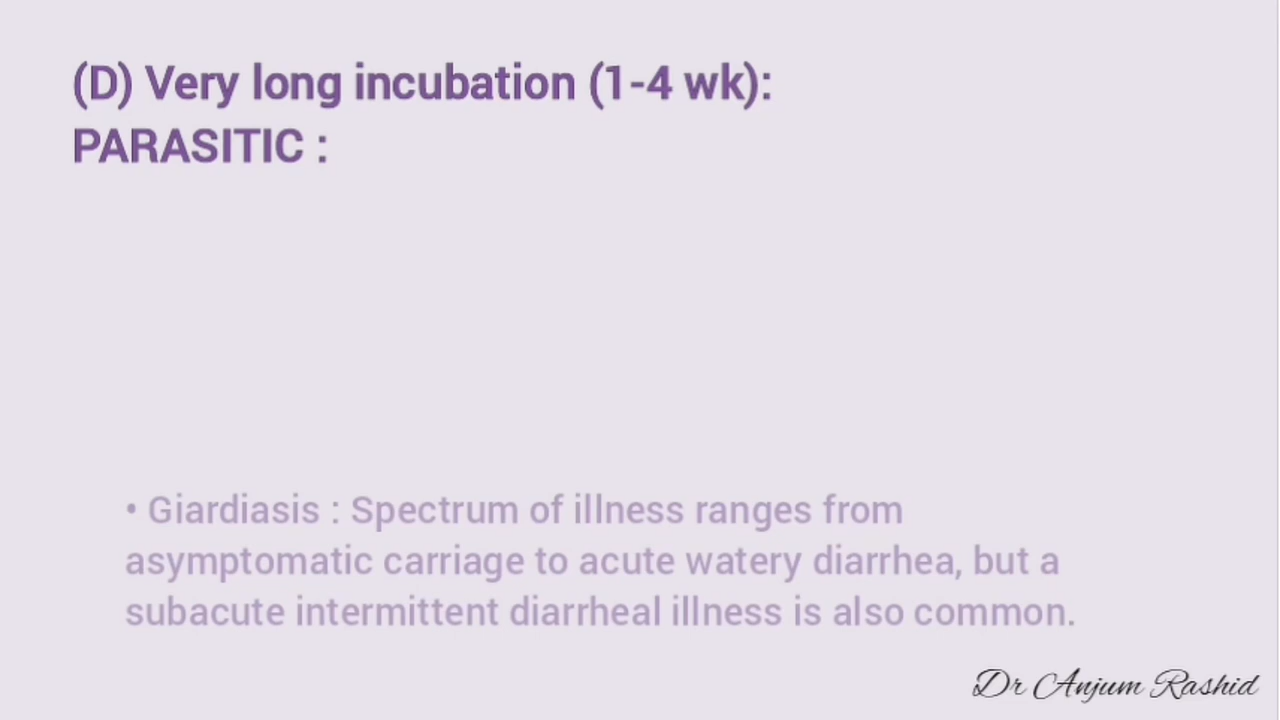 (D) Very long incubation (1-4 wk):
PARASITIC :
• Giardiasis : Spectrum of illness ranges from
asymptomatic carriage to acute watery diarrhea, but a
subacute intermittent diarrheal illness is also common.
Dr Anjum Rashid